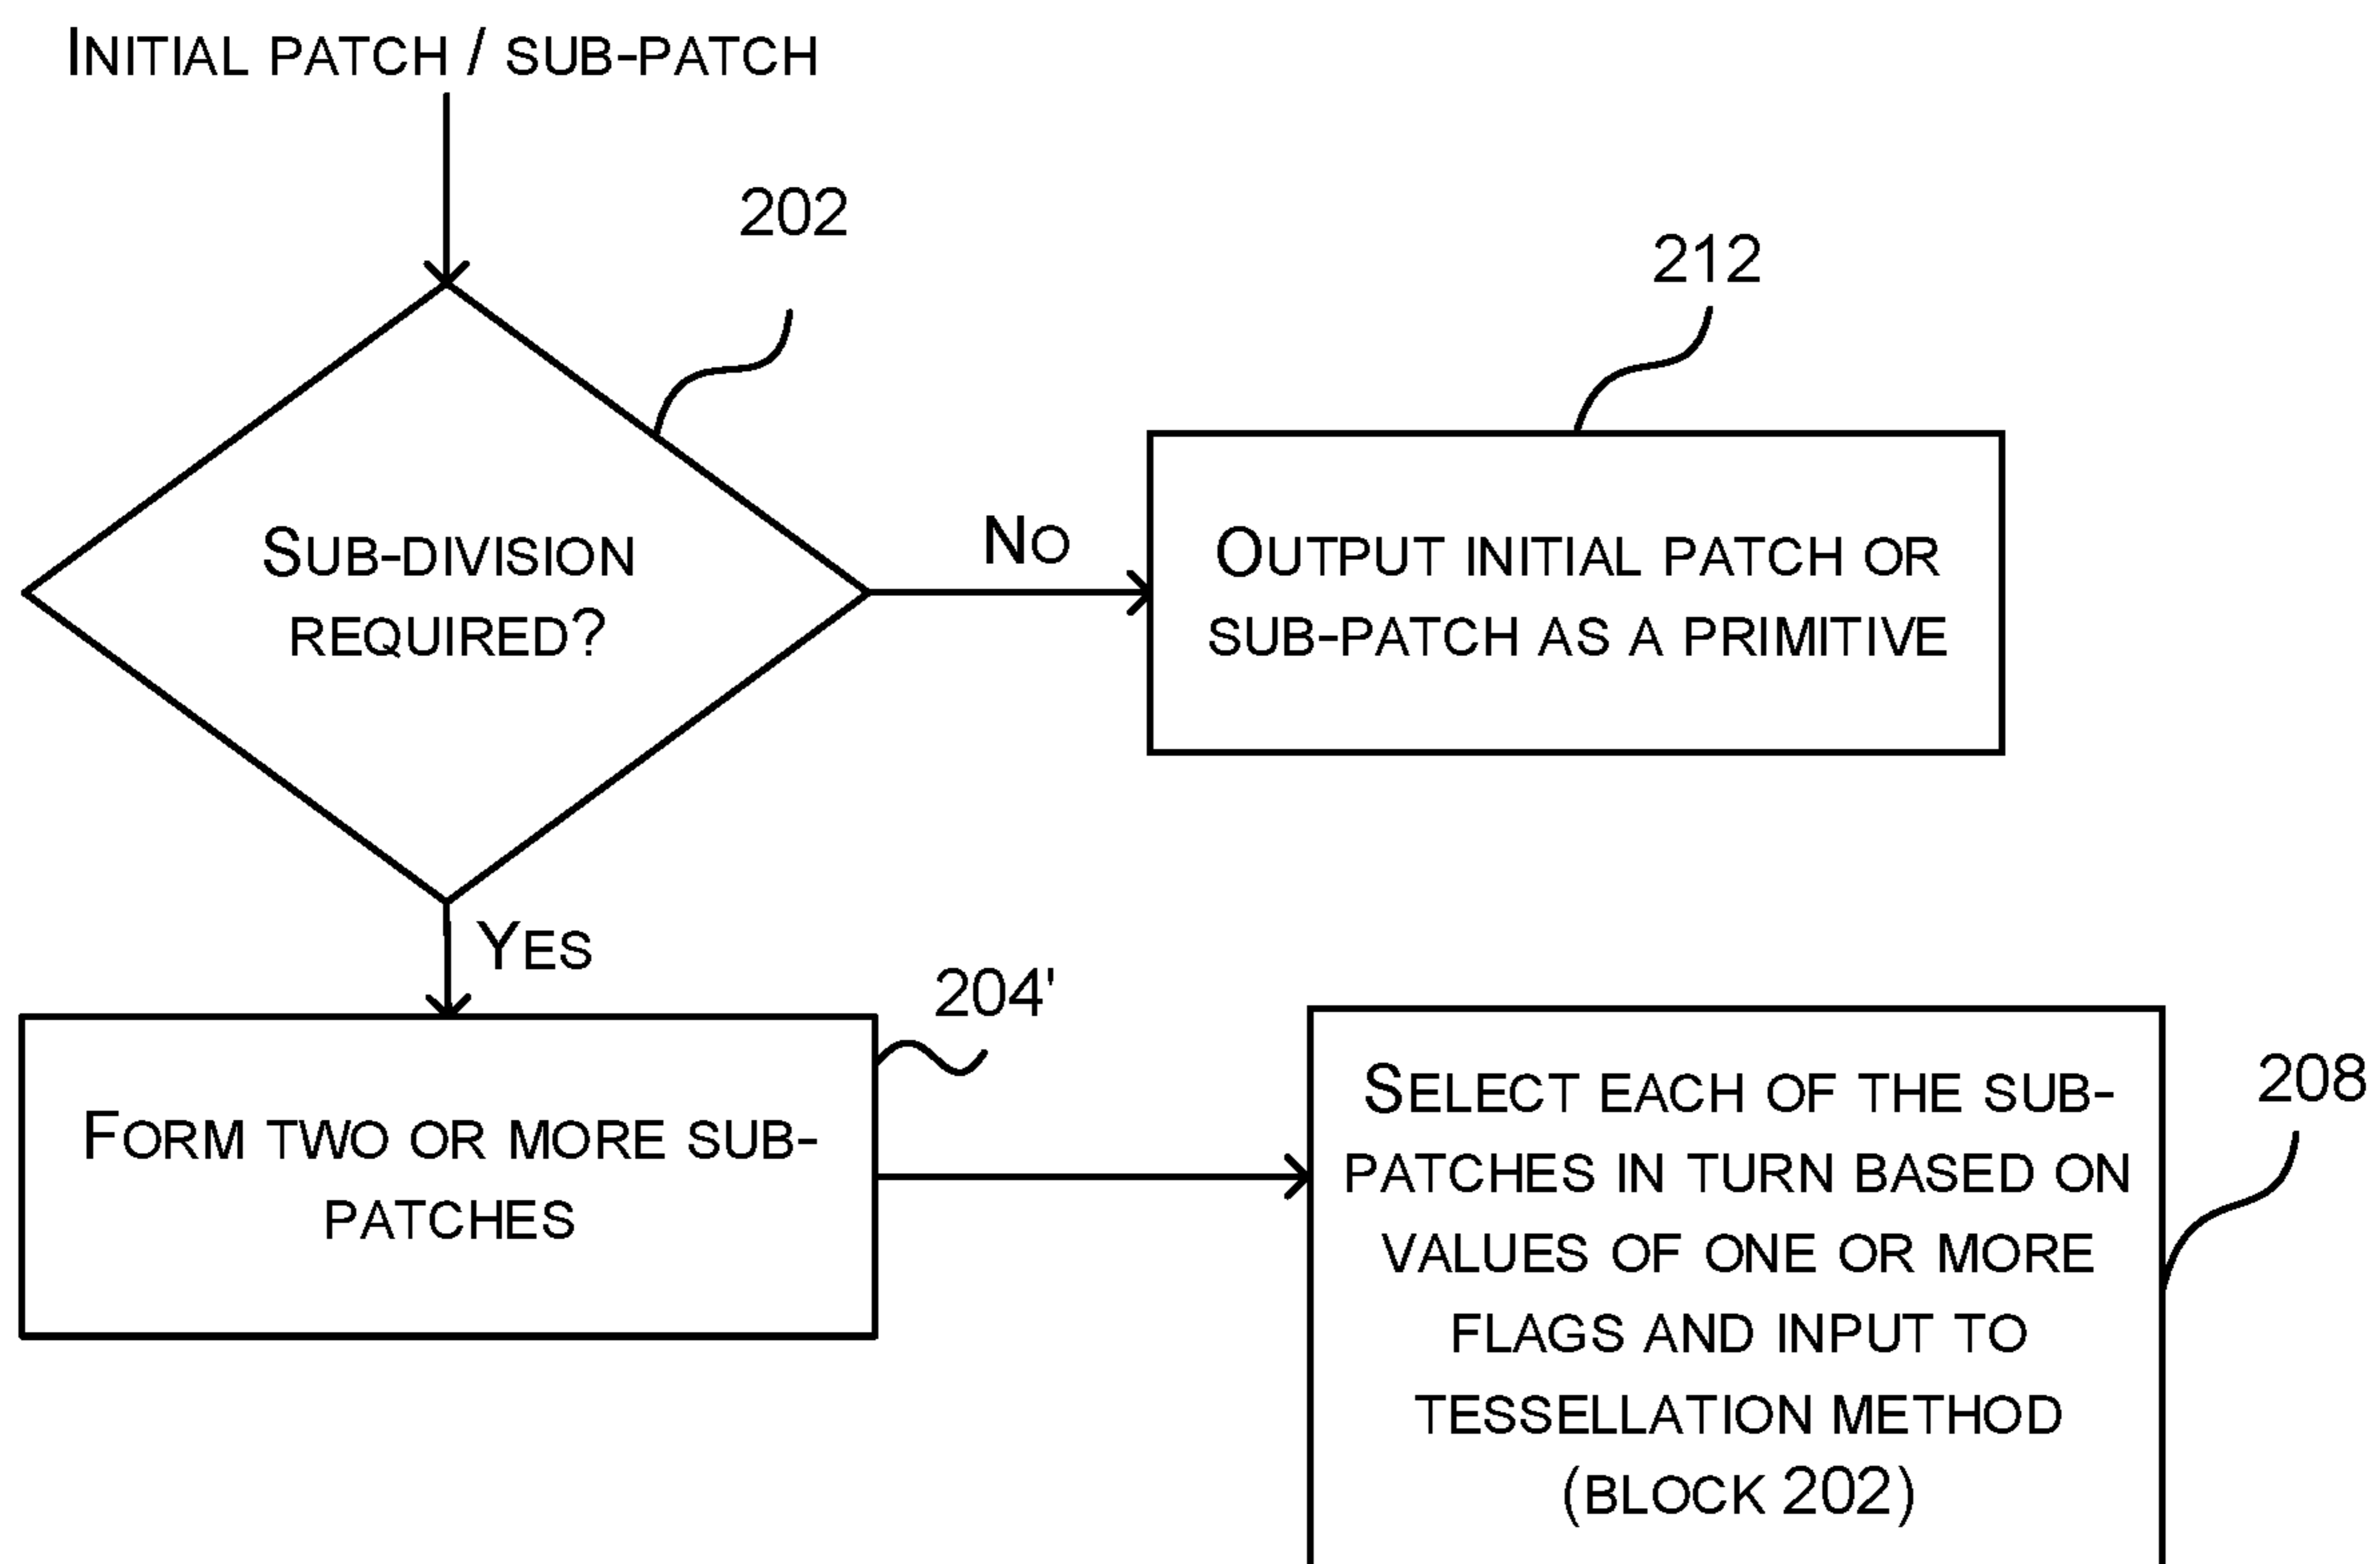 INITIAL PATCH / SUB-PATCH
202
212
SUB-DIVISION
REQUIRED?
NO
OUTPUT INITIAL PATCH OR
SUB-PATCH AS A PRIMITIVE
YES
204'
FORM TWO OR MORE SUB-
PATCHES
SELECT EACH OF THE SUB-
PATCHES IN TURN BASED ON
VALUES OF ONE OR MORE
FLAGS AND INPUT TO
TESSELLATION METHOD
(BLOCK 202)
208